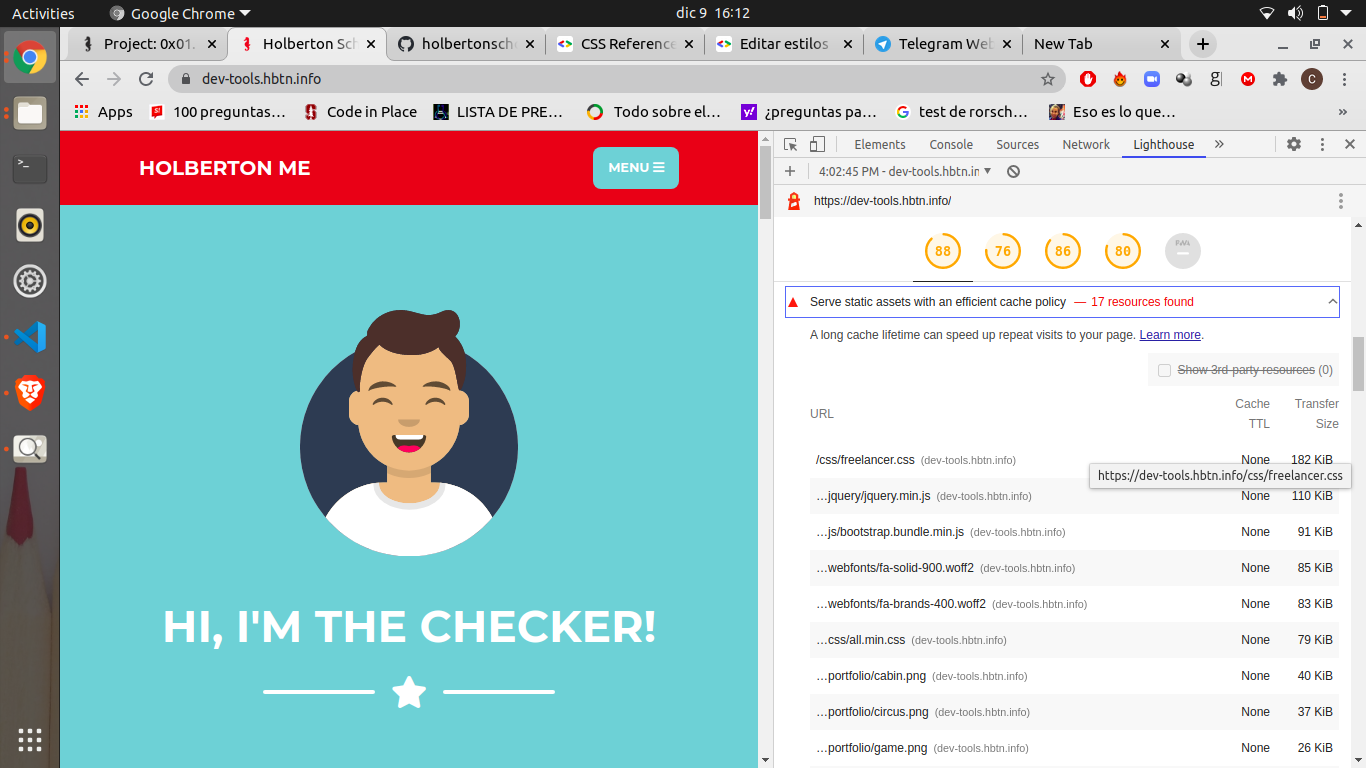 Activities
Google Chrome
dic 9 16:12
Project: 0x01.
Holberton Sch
holbertonsch
CSS Reference
Editar estilos
Telegram Web
New Tab
dev-tools.hbtn.info
C
Apps
100 preguntas…
Code in Place
LISTA DE PRE…
Todo sobre el…
¿preguntas pa…
test de rorsch…
Eso es lo que…
»
HOLBERTON ME
MENU
HI, I'M THE CHECKER!
Elements
Console
Sources
Network
Lighthouse
»
4:02:45 PM - dev-tools.hbtn.in
https://dev-tools.hbtn.info/
88
76
86
80
PWA
Serve static assets with an efficient cache policy — 17 resources found
A long cache lifetime can speed up repeat visits to your page. Learn more.
Show 3rd-party resources (0)
URL
Cache TTL
Transfer Size
/css/freelancer.css (dev-tools.hbtn.info) None 182 KiB
https://dev-tools.hbtn.info/css/freelancer.css
…jquery/jquery.min.js (dev-tools.hbtn.info) None 110 KiB
…js/bootstrap.bundle.min.js (dev-tools.hbtn.info) None 91 KiB
…webfonts/fa-solid-900.woff2 (dev-tools.hbtn.info) None 85 KiB
…webfonts/fa-brands-400.woff2 (dev-tools.hbtn.info) None 83 KiB
…css/all.min.css (dev-tools.hbtn.info) None 79 KiB
…portfolio/cabin.png (dev-tools.hbtn.info) None 40 KiB
…portfolio/circus.png (dev-tools.hbtn.info) None 37 KiB
…portfolio/game.png (dev-tools.hbtn.info) None 26 KiB